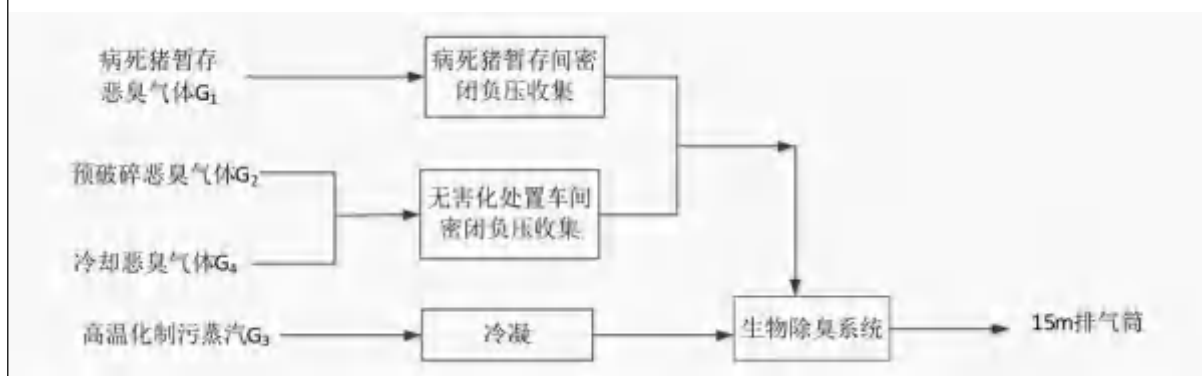 病死猪暂存
恶臭气体G₁
病死猪暂存间密
闭负压收集
预破碎恶臭气体G₂
无害化处置车间
密闭负压收集
冷却恶臭气体G₄
高温化制污蒸汽G₃
冷凝
生物除臭系统
15m排气筒